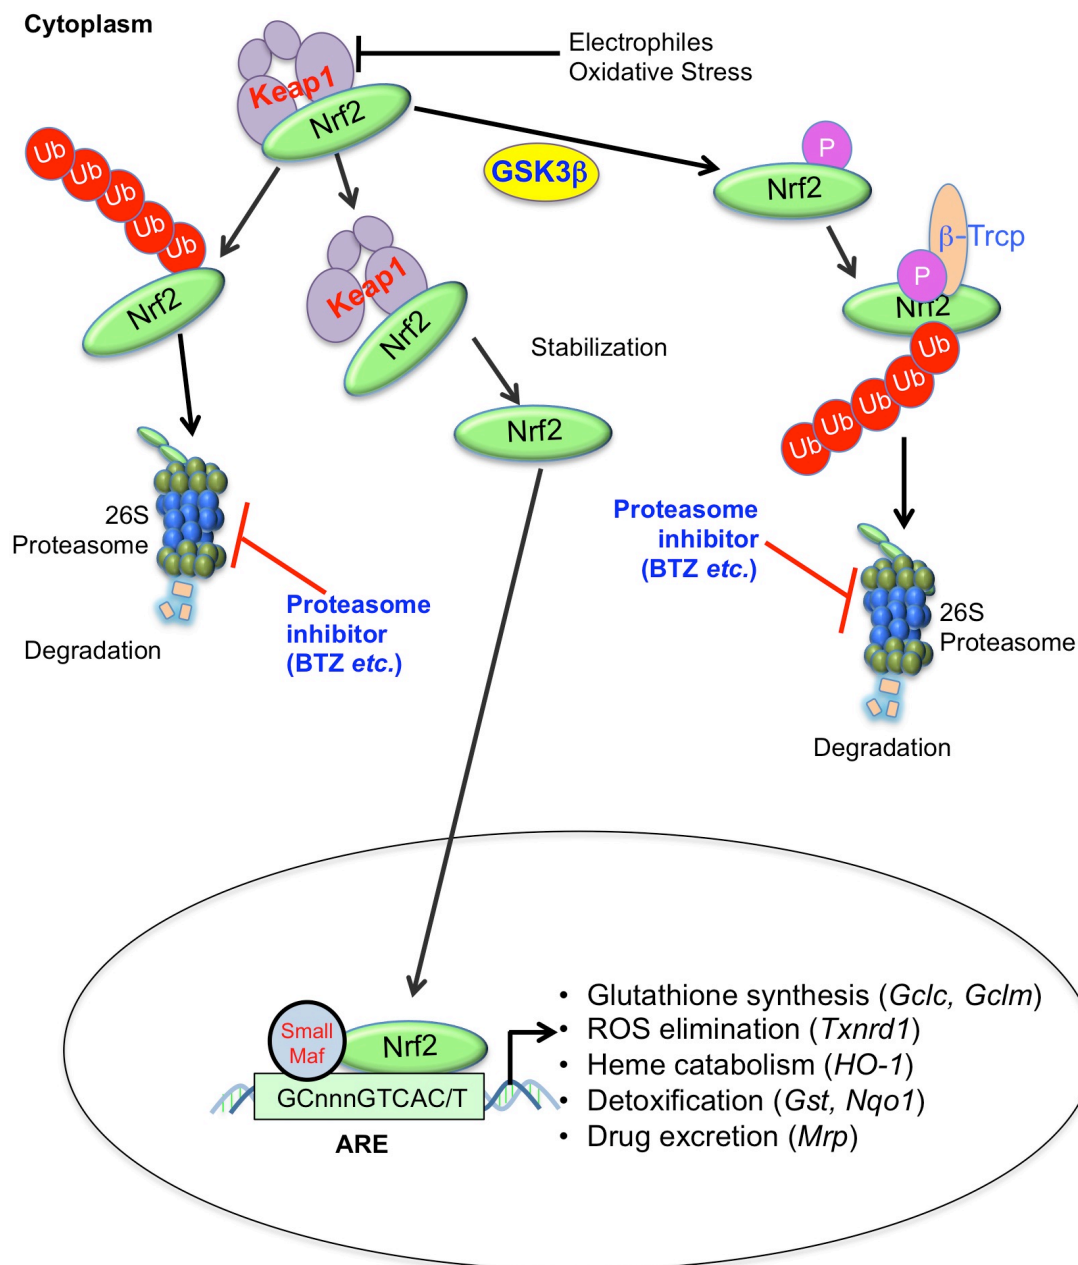 Cytoplasm
Electrophiles
Oxidative Stress
Keap1
Nrf2
GSK3β
P
Nrf2
Ub
Ub
Ub
Ub
Ub
Nrf2
Keap1
Nrf2
β-Trcp
P
Nrf2
Ub
Ub
Ub
Ub
Ub
Stabilization
Nrf2
26S
Proteasome
Proteasome
inhibitor
(BTZ etc.)
Degradation
Proteasome
inhibitor
(BTZ etc.)
26S
Proteasome
Degradation
Small
Maf
Nrf2
GCnnnGTCAC/T
ARE
• Glutathione synthesis (Gclc, Gclm)
• ROS elimination (Txnrd1)
• Heme catabolism (HO-1)
• Detoxification (Gst, Nqo1)
• Drug excretion (Mrp)